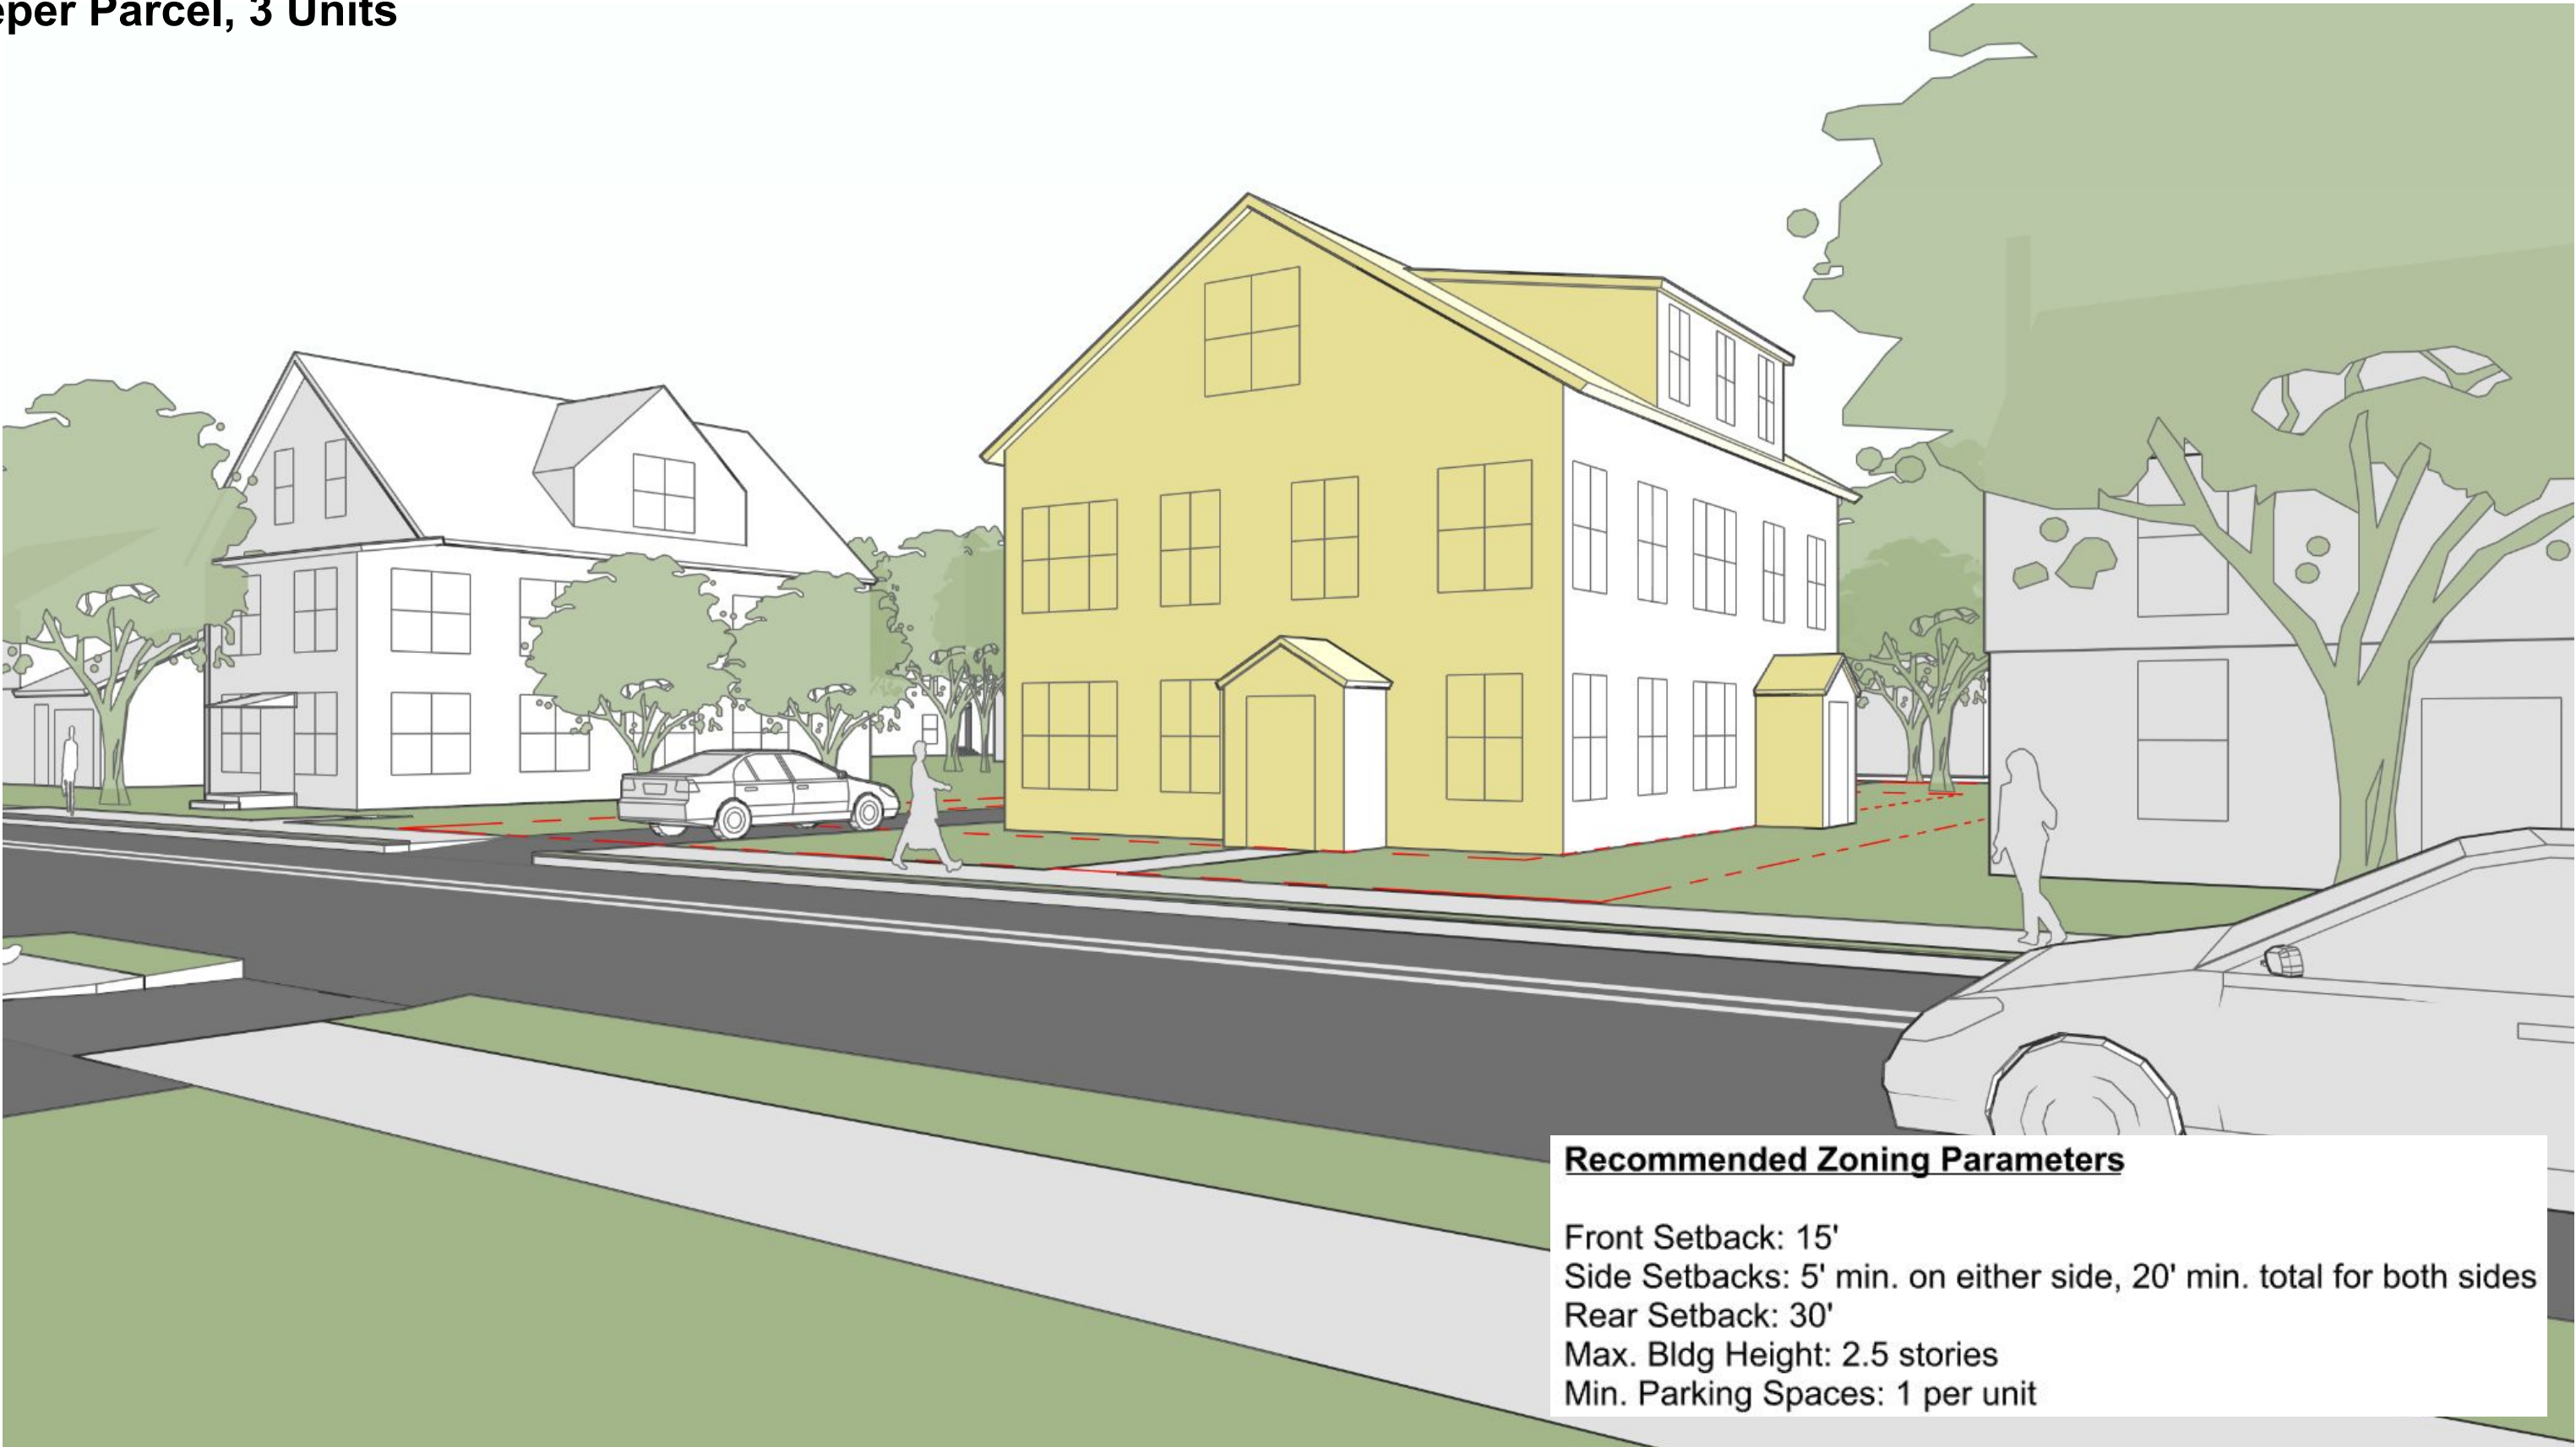 Parcel, 3 Units
Recommended Zoning Parameters
Front Setback: 15'
Side Setbacks: 5' min. on either side, 20' min. total for both sides
Rear Setback: 30'
Max. Bldg Height: 2.5 stories
Min. Parking Spaces: 1 per unit